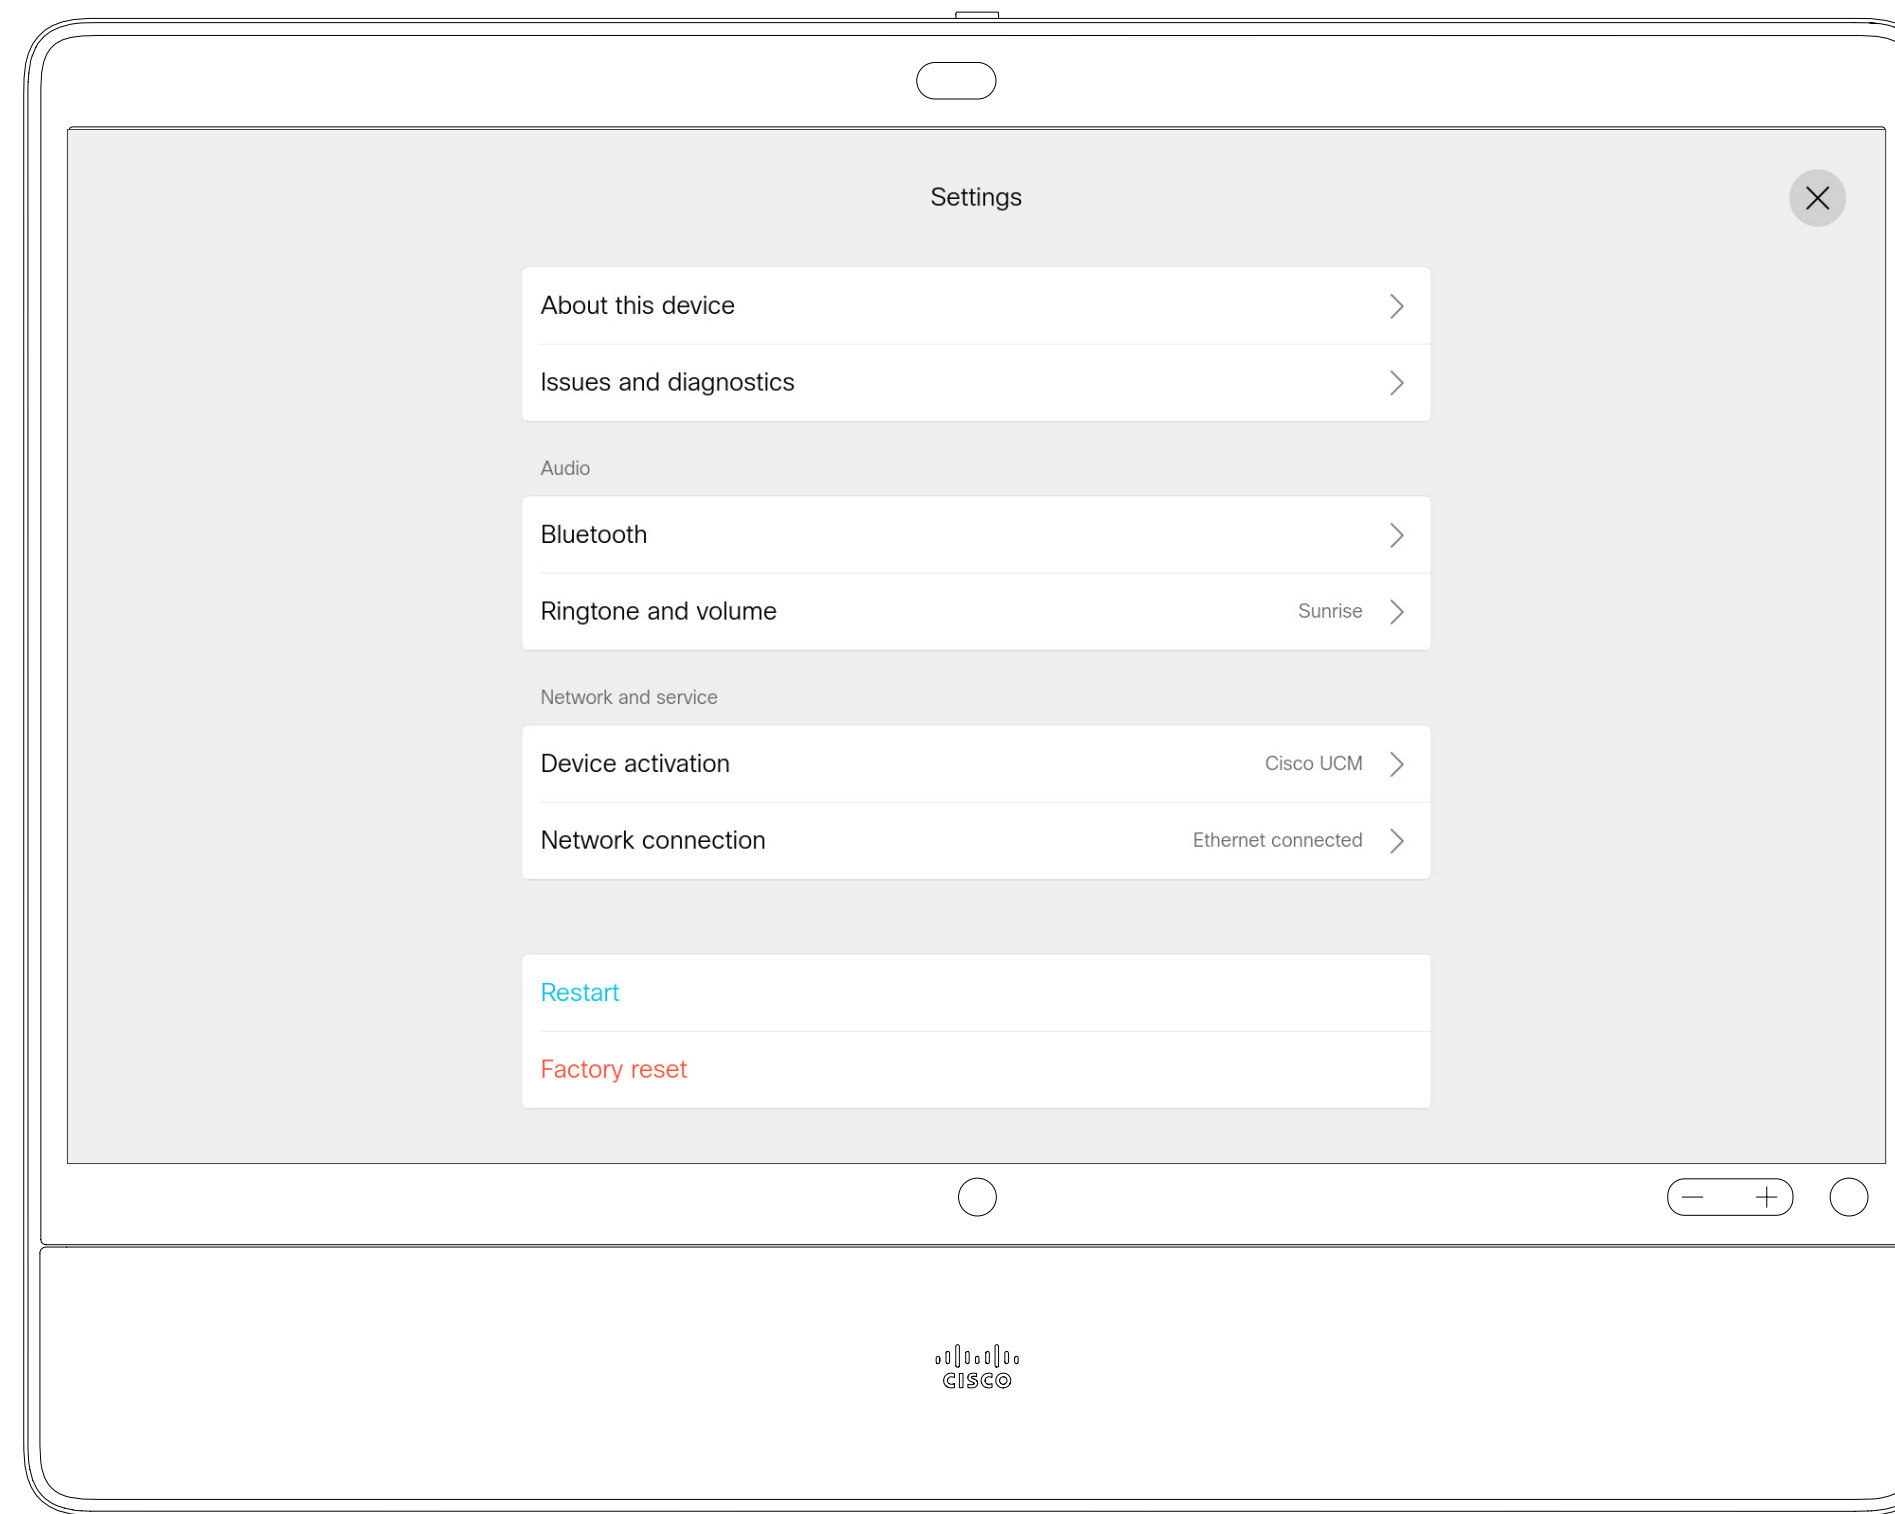 Settings
About this device
Issues and diagnostics
Audio
Bluetooth
Ringtone and volume Sunrise
Network and service
Device activation Cisco UCM
Network connection Ethernet connected
Restart
Factory reset
CISCO